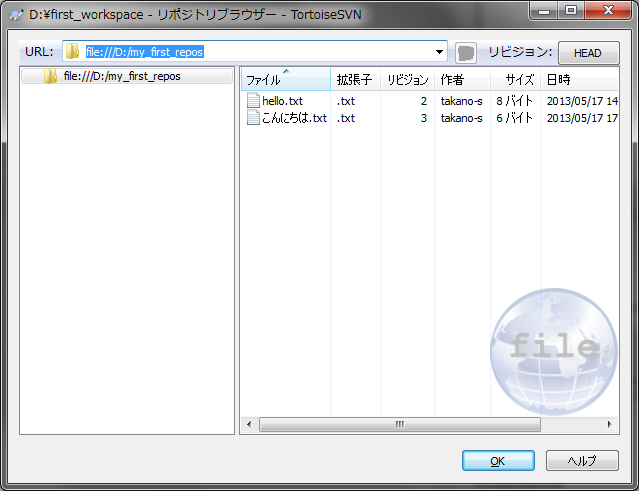 D:¥first_workspace - リポジトリブラウザー - TortoiseSVN
URL: file:///D:/my_first_repos リビジョン: HEAD
file:///D:/my_first_repos
ファイル 拡張子 リビジョン 作者 サイズ 日時
hello.txt .txt 2 takano-s 8 バイト 2013/05/17 14
こんにちは.txt .txt 3 takano-s 6 バイト 2013/05/17 17
file
OK ヘルプ